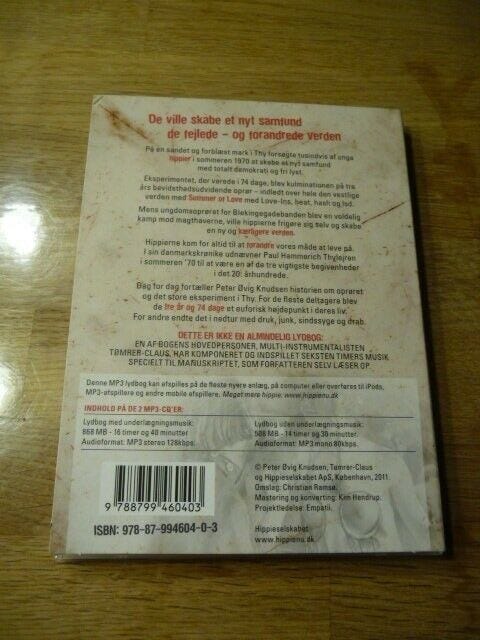 De ville skabe et nyt samfund
de fejlede – og forandrede verden
På en sandet og forblæst mark i Thy forsøgte tusindvis af unge
hippier i sommeren 1970 at skabe et nyt samfund
med totalt demokrati og fri lyst.
Eksperimentet, der varede i 74 dage, blev kulminationen på tre
års bevidsthedsudvidende oprør – indledt over hele den vestlige
verden med Summer of Love med Love-Ins, beat, hash og lsd.
Mens ungdomsoprøret for Blekingegadebanden blev en voldelig
kamp mod magthaverne, ville hippierne frigøre sig selv og skabe
en ny og kærligere verden.
Hippierne kom for altid til at forandre vores måde at leve på.
I sin danmarkskrønike udnævner Paul Hammerich Thylejren
i sommeren '70 til at være en af de tre vigtigste begivenheder
i det 20. århundrede.
Dag for dag fortæller Peter Øvig Knudsen historien om oprøret
og det store eksperiment i Thy. For de fleste deltagere blev
de tre år og 74 dage et euforisk højdepunkt i deres liv.
For andre endte det i nedtur med druk, junk, sindssyge og drab.
DETTE ER IKKE EN ALMINDELIG LYDBOG:
EN AF BOGENS HOVEDPERSONER, MULTI-INSTRUMENTALISTEN
TØMRER-CLAUS, HAR KOMPONERET OG INDSPILLET SEKSTEN TIMERS MUSIK
SPECIELT TIL MANUSKRIPTET, SOM FORFATTEREN SELV LÆSER OP.
Denne MP3 lydbog kan afspilles på de fleste nyere anlæg, på computer eller overføres til iPods,
MP3-afspillere og andre mobile afspillere. Meget mere hippie: www.hippienu.dk
INDHOLD PÅ DE 2 MP3-CD'ER:
Lydbog med underlægningsmusik:
868 MB - 16 timer og 40 minutter
Audioformat: MP3 stereo 128kbps.
Lydbog uden underlægningsmusik:
508 MB - 14 timer og 30 minutter
Audioformat: MP3 mono 80kbps.
9 788799 460403
ISBN: 978-87-994604-0-3
© Peter Øvig Knudsen, Tømrer-Claus
og Hippieselskabet ApS, København, 2011.
Omslag: Christian Ramsø.
Mastering og konvertering: Kim Hendrup.
Projektledelse: Empatii.
Hippieselskabet
www.hippienu.dk